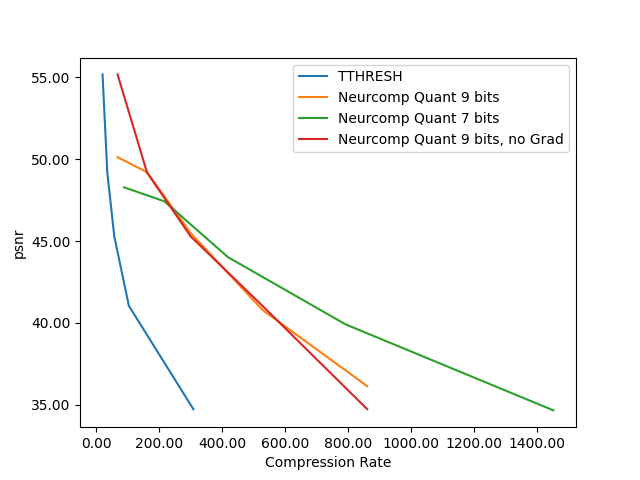 55.00
50.00
45.00
40.00
35.00
psnr
TTHRESH
Neurcomp Quant 9 bits
Neurcomp Quant 7 bits
Neurcomp Quant 9 bits, no Grad
0.00 200.00 400.00 600.00 800.00 1000.00 1200.00 1400.00
Compression Rate